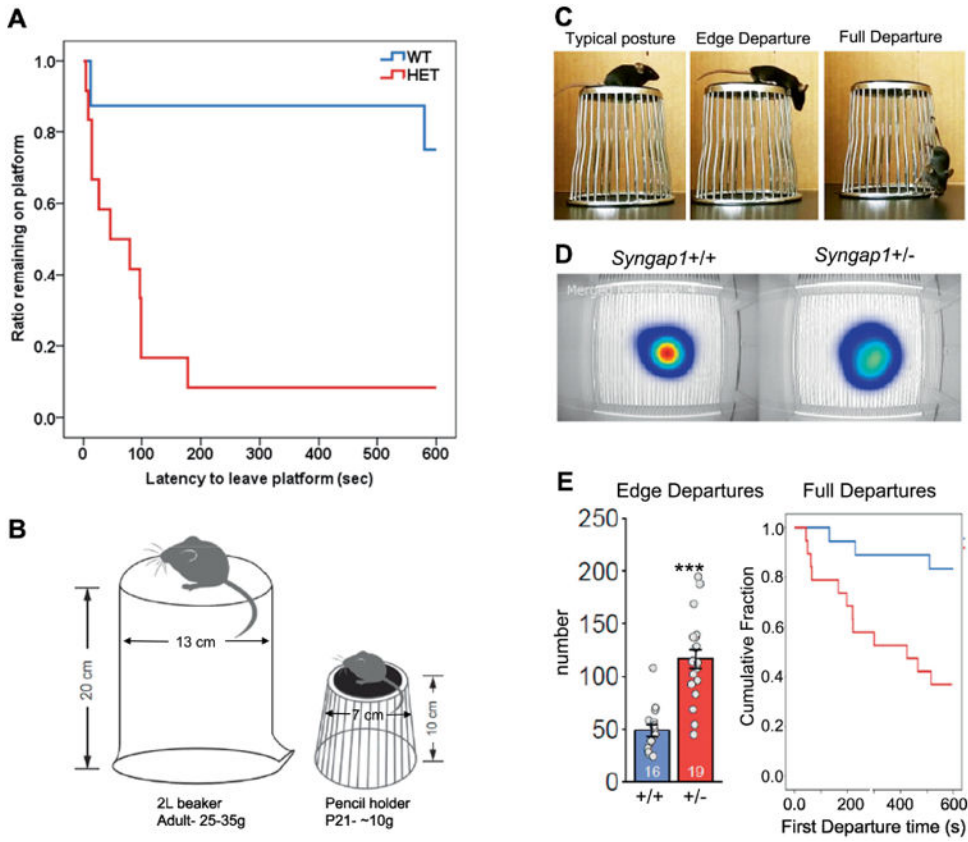 A
WT
HET
1.0
0.8
0.6
0.4
0.2
0.0
Ratio remaining on platform
0 100 200 300 400 500 600
Latency to leave platform (sec)
B
20 cm
13 cm
7 cm
10 cm
2L beaker
Adult- 25-35g
Pencil holder
P21- ~10g
C
Typical posture Edge Departure Full Departure
D
Syngap1+/+ Syngap1+/-
E
Edge Departures
250
200
150
100
50
0
number
***
16 19
+/+ +/-
Full Departures
1.0
0.8
0.6
0.4
0.2
0.0
Cumulative Fraction
0.0 200 400 600
First Departure time (s)